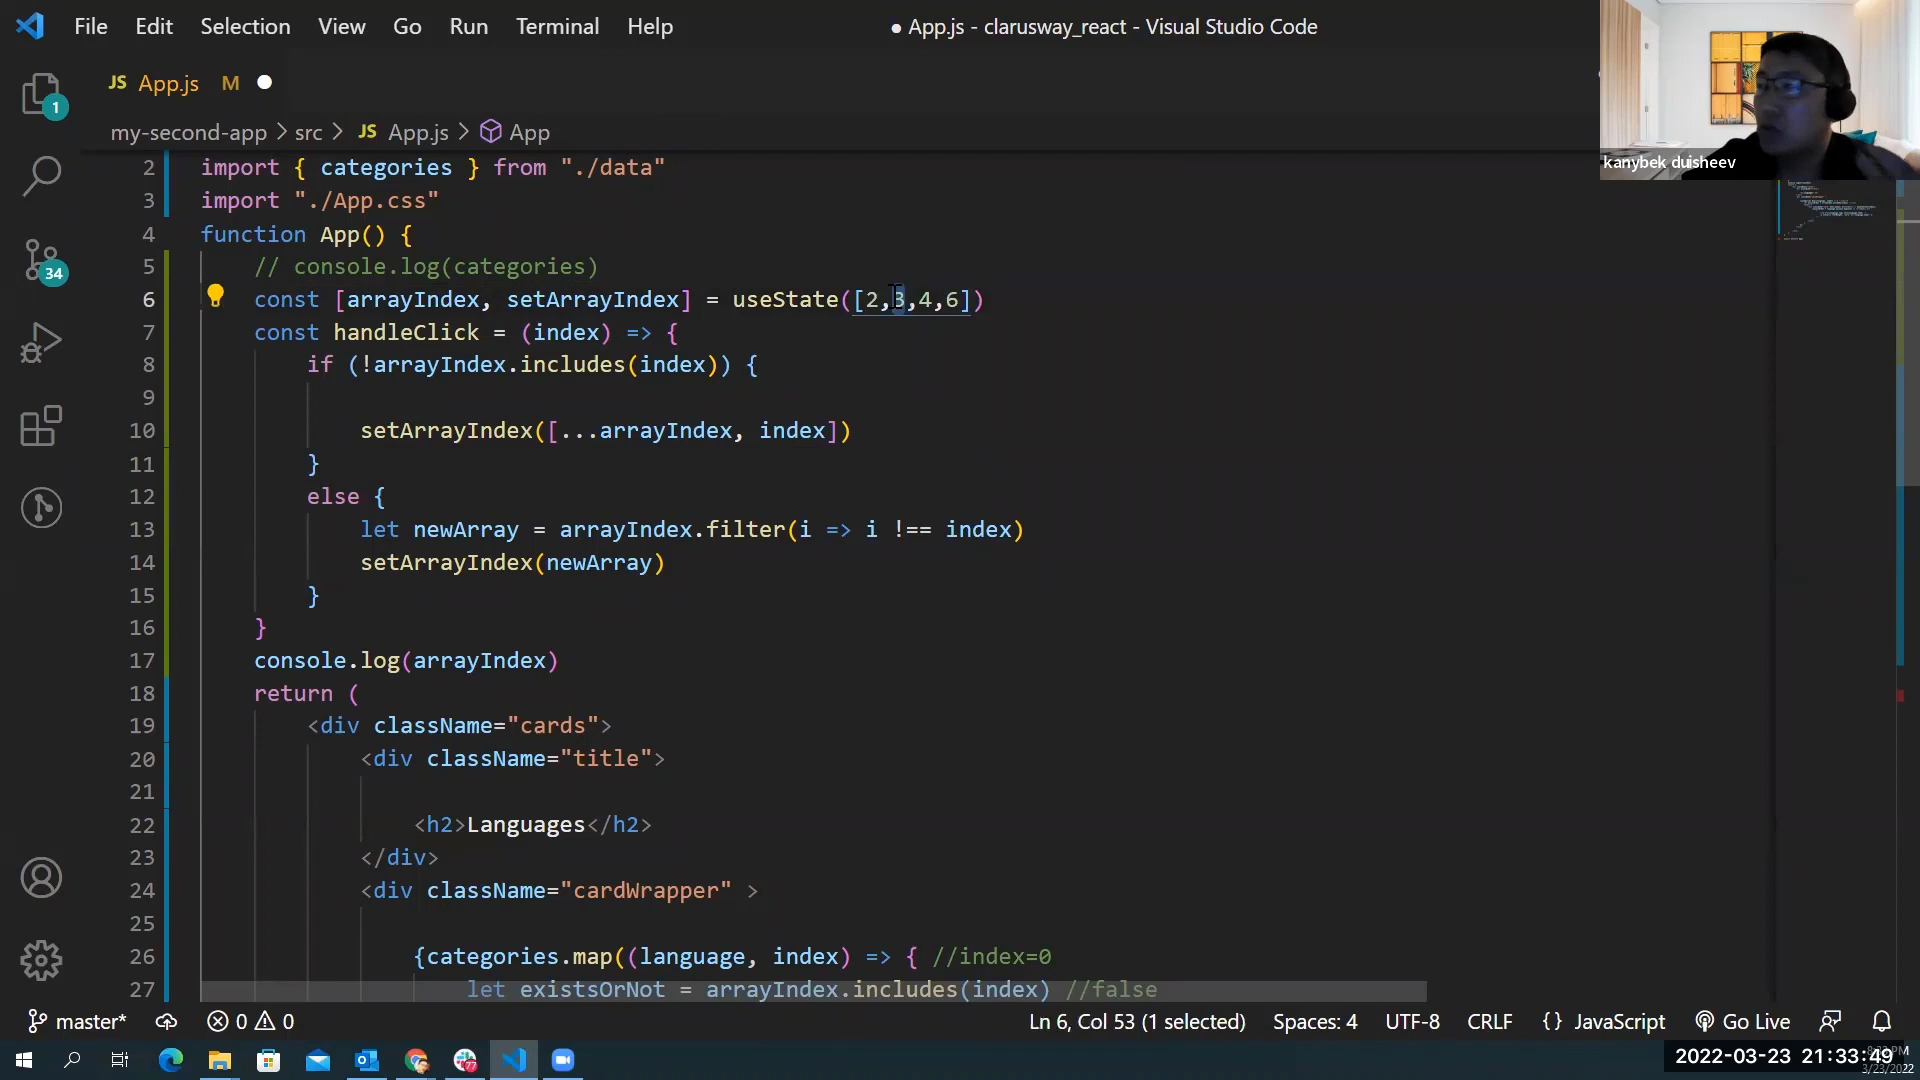 File Edit Selection View Go Run Terminal Help
● App.js - clarusway_react - Visual Studio Code
JS App.js M ●
my-second-app > src > JS App.js > App
kanybek duisheev
1
34
2 import { categories } from "./data"
3 import "./App.css"
4 function App() {
5 // console.log(categories)
6 const [arrayIndex, setArrayIndex] = useState([2,3,4,6])
7 const handleClick = (index) => {
8 if (!arrayIndex.includes(index)) {
9
10 setArrayIndex([...arrayIndex, index])
11 }
12 else {
13 let newArray = arrayIndex.filter(i => i !== index)
14 setArrayIndex(newArray)
15 }
16 }
17 console.log(arrayIndex)
18 return (
19 <div className="cards">
20 <div className="title">
21
22 <h2>Languages</h2>
23 </div>
24 <div className="cardWrapper" >
25
26 {categories.map((language, index) => { //index=0
27 let existsOrNot = arrayIndex.includes(index) //false
master* 0 0 Ln 6, Col 53 (1 selected) Spaces: 4 UTF-8 CRLF {} JavaScript Go Live
77
2022-03-23 21:33:49
3/23/2022